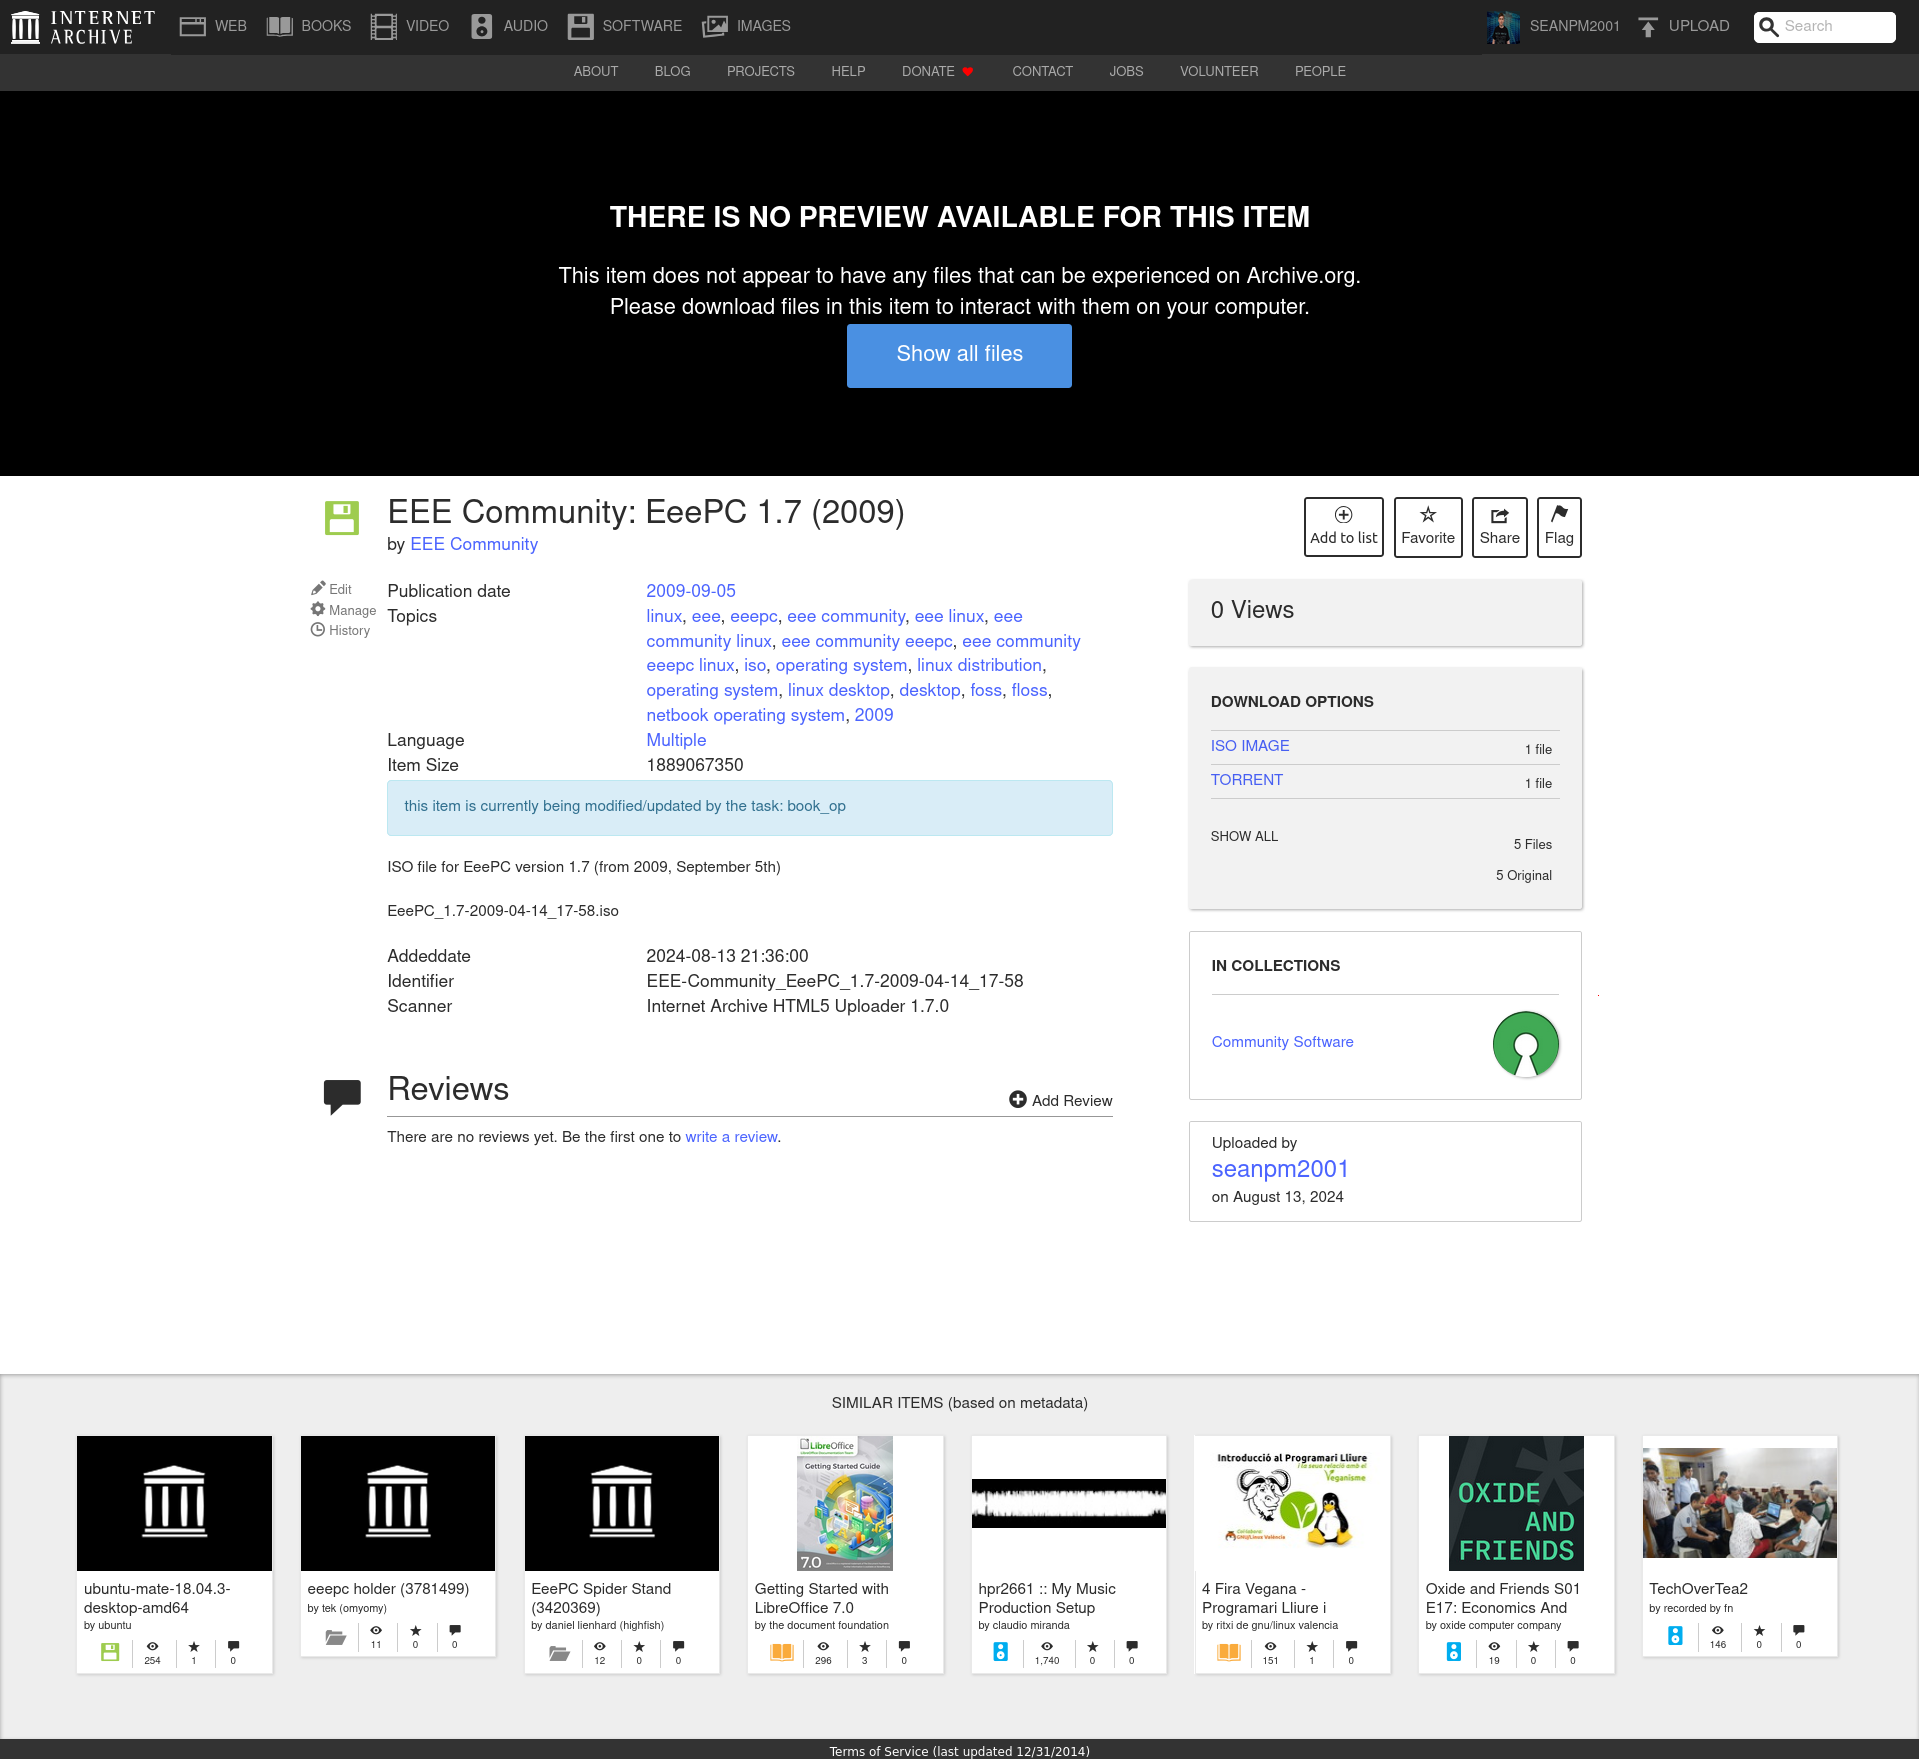 INTERNET ARCHIVE
WEB BOOKS VIDEO AUDIO SOFTWARE IMAGES
SEANPM2001 UPLOAD Search
ABOUT BLOG PROJECTS HELP DONATE CONTACT JOBS VOLUNTEER PEOPLE
THERE IS NO PREVIEW AVAILABLE FOR THIS ITEM
This item does not appear to have any files that can be experienced on Archive.org.
Please download files in this item to interact with them on your computer.
Show all files
EEE Community: EeePC 1.7 (2009)
by EEE Community
Add to list Favorite Share Flag
Edit
Manage
History
Publication date 2009-09-05
Topics linux, eee, eeepc, eee community, eee linux, eee
community linux, eee community eeepc, eee community
eeepc linux, iso, operating system, linux distribution,
operating system, linux desktop, desktop, foss, floss,
netbook operating system, 2009
Language Multiple
Item Size 1889067350
this item is currently being modified/updated by the task: book_op
ISO file for EeePC version 1.7 (from 2009, September 5th)
EeePC_1.7-2009-04-14_17-58.iso
Addeddate 2024-08-13 21:36:00
Identifier EEE-Community_EeePC_1.7-2009-04-14_17-58
Scanner Internet Archive HTML5 Uploader 1.7.0
Reviews
Add Review
There are no reviews yet. Be the first one to write a review.
0 Views
DOWNLOAD OPTIONS
ISO IMAGE 1 file
TORRENT 1 file
SHOW ALL 5 Files
5 Original
IN COLLECTIONS
Community Software
Uploaded by
seanpm2001
on August 13, 2024
SIMILAR ITEMS (based on metadata)
ubuntu-mate-18.04.3-
desktop-amd64
by ubuntu
254 1 0
eeepc holder (3781499)
by tek (omyomy)
11 0 0
EeePC Spider Stand
(3420369)
by daniel lienhard (highfish)
12 0 0
LibreOffice
Getting Started Guide
7.0
Getting Started with
LibreOffice 7.0
by the document foundation
296 3 0
hpr2661 :: My Music
Production Setup
by claudio miranda
1,740 0 0
Introducció al Programari Lliure
i la seua relació amb el
Veganisme
Col·labora:
GNU/Linux València
4 Fira Vegana -
Programari Lliure i
by ritxi de gnu/linux valencia
151 1 0
OXIDE
AND
FRIENDS
Oxide and Friends S01
E17: Economics And
by oxide computer company
19 0 0
TechOverTea2
by recorded by fn
146 0 0
Terms of Service (last updated 12/31/2014)